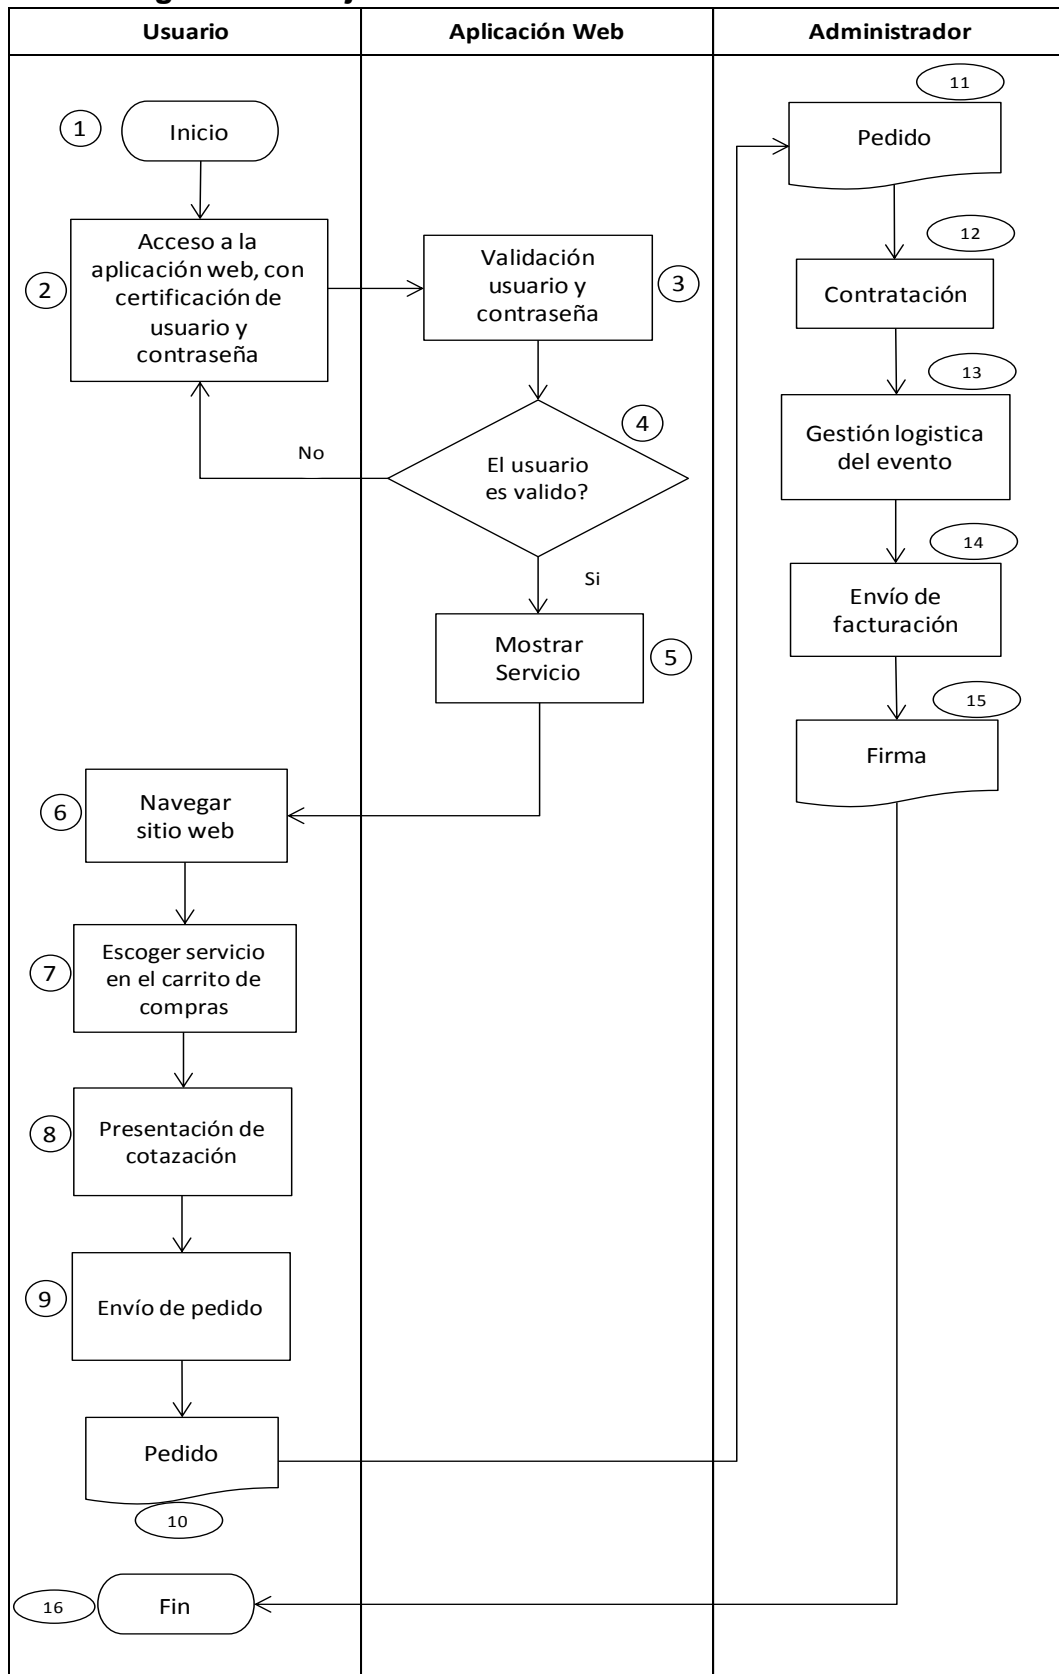 Usuario
Aplicación Web
Administrador
1
Inicio
2
Acceso a la
aplicación web, con
certificación de
usuario y
contraseña
Validación
usuario y
contraseña
3
4
El usuario
es valido?
No
Si
Mostrar
Servicio
5
6
Navegar
sitio web
7
Escoger servicio
en el carrito de
compras
8
Presentación de
cotazación
9
Envío de pedido
Pedido
10
11
Pedido
12
Contratación
13
Gestión logistica
del evento
14
Envío de
facturación
15
Firma
16
Fin